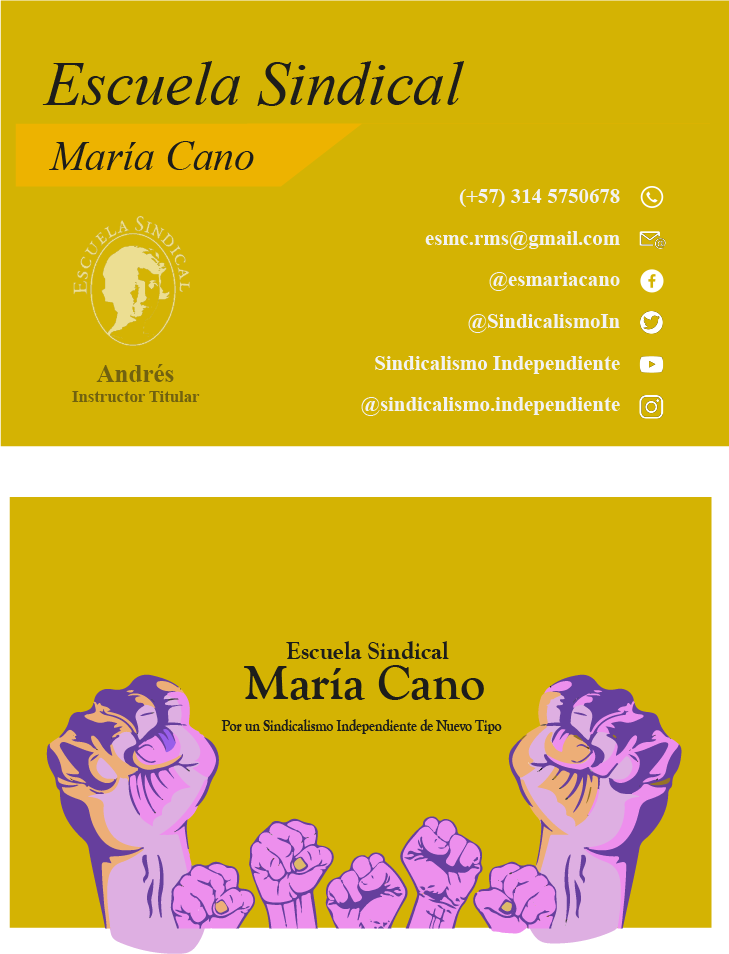 Escuela Sindical
María Cano
ESCUELA SINDICAL
Andrés
Instructor Titular
(+57) 314 5750678
esmc.rms@gmail.com
@esmariacano
@SindicalismoIn
Sindicalismo Independiente
@sindicalismo.independiente
Escuela Sindical
María Cano
Por un Sindicalismo Independiente de Nuevo Tipo